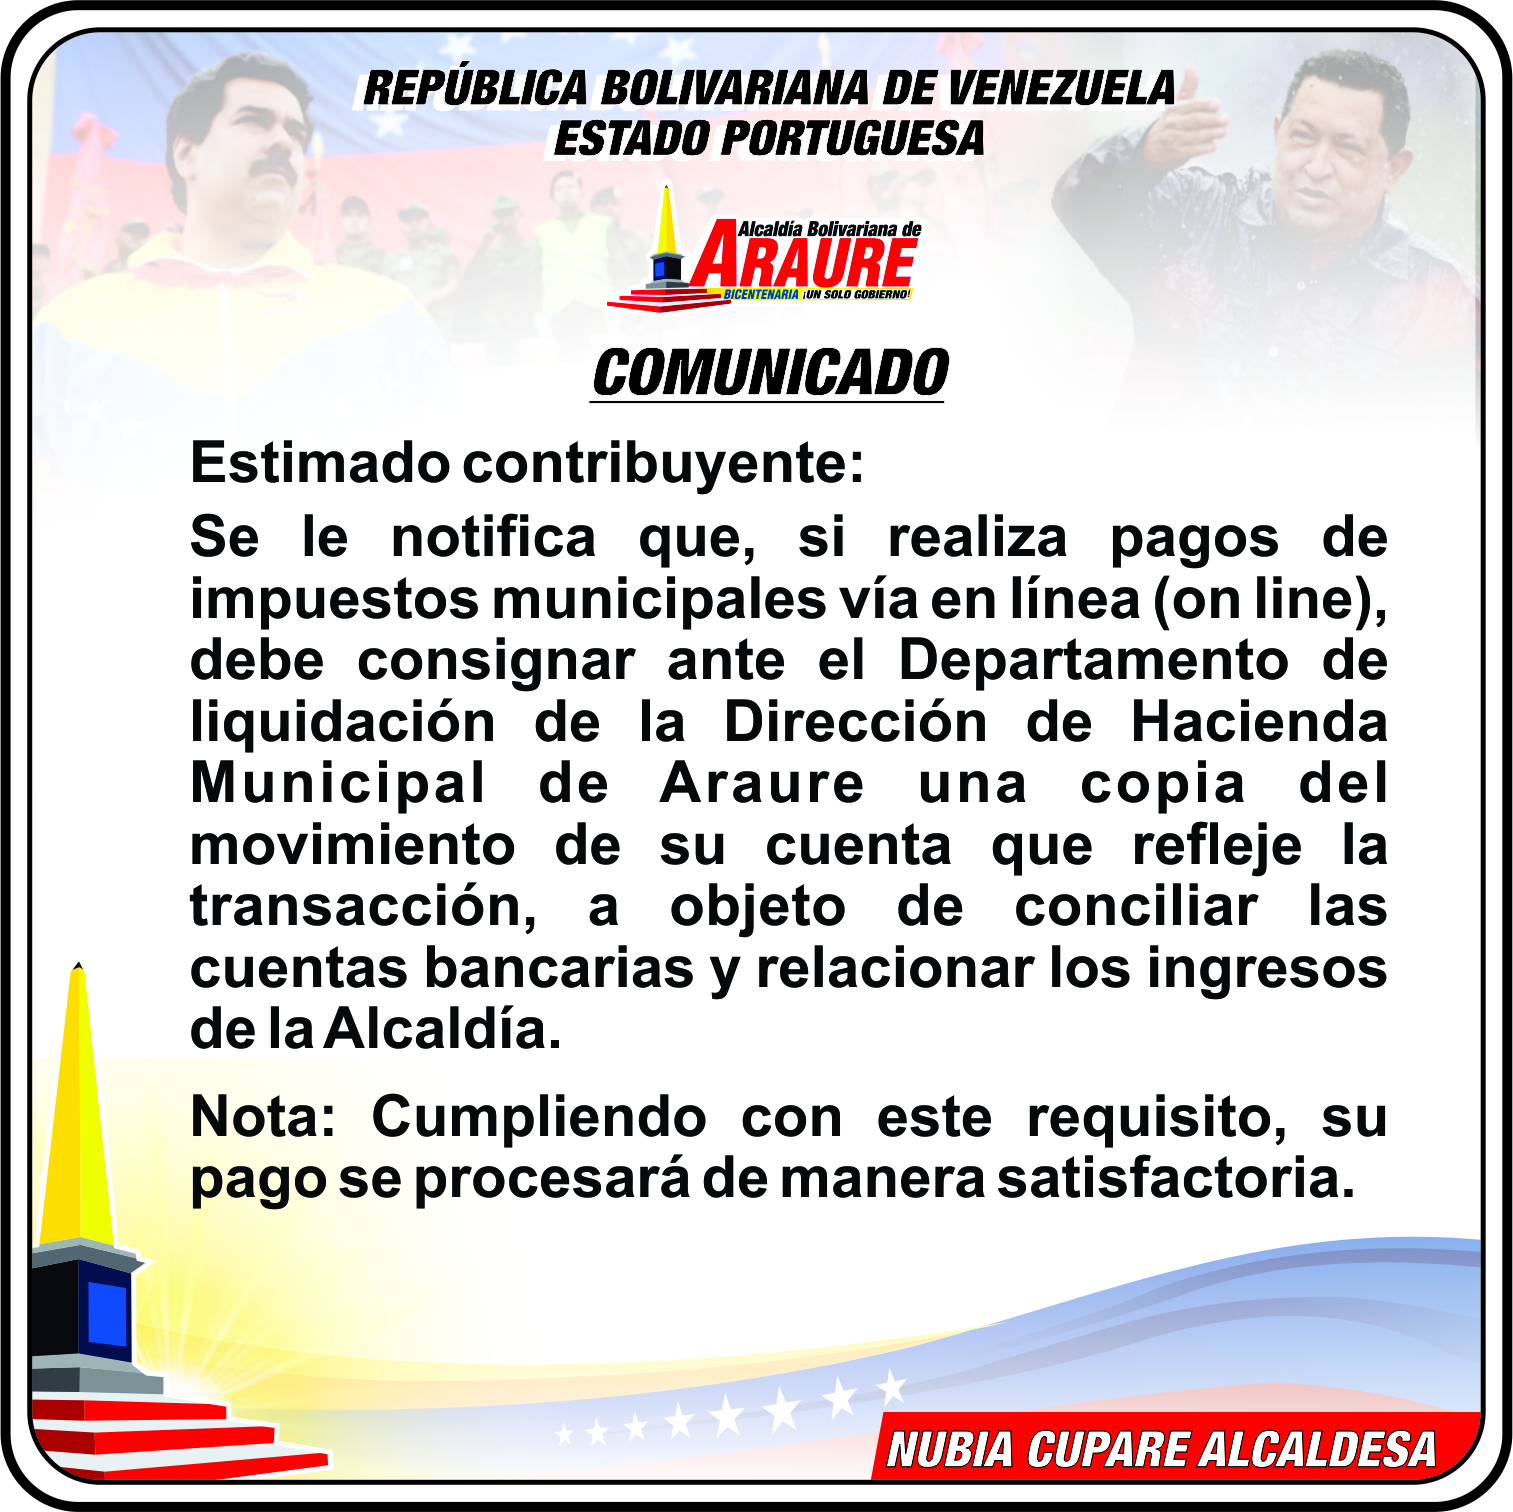 REPÚBLICA BOLIVARIANA DE VENEZUELA
ESTADO PORTUGUESA
Alcaldía Bolivariana de
ARAURE
BICENTENARIA ¡UN SOLO GOBIERNO!
COMUNICADO
Estimado contribuyente:
Se le notifica que, si realiza pagos de
impuestos municipales vía en línea (on line),
debe consignar ante el Departamento de
liquidación de la Dirección de Hacienda
Municipal de Araure una copia del
movimiento de su cuenta que refleje la
transacción, a objeto de conciliar las
cuentas bancarias y relacionar los ingresos
de la Alcaldía.
Nota: Cumpliendo con este requisito, su
pago se procesará de manera satisfactoria.
NUBIA CUPARE ALCALDESA